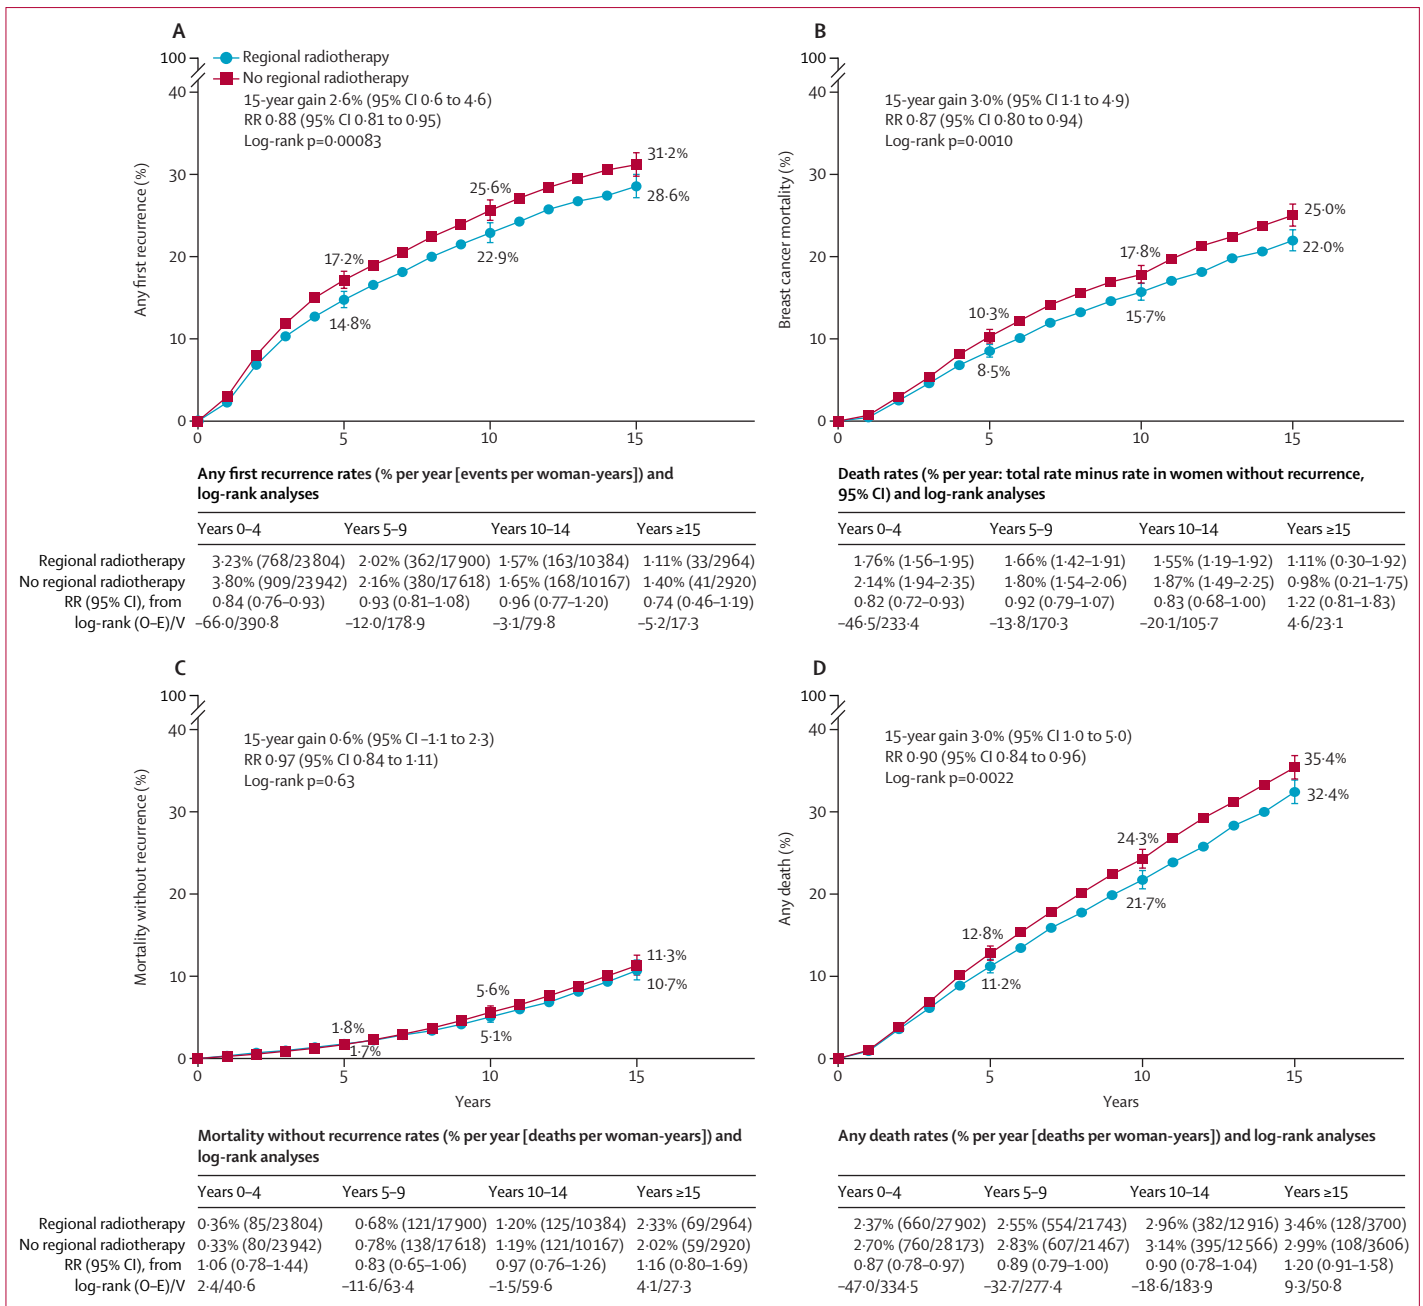 A
100
Regional radiotherapy
No regional radiotherapy
40
15-year gain 2·6% (95% CI 0·6 to 4·6)
RR 0·88 (95% CI 0·81 to 0·95)
Log-rank p=0·00083
31·2%
30
25·6%
28·6%
Any first recurrence (%)
17·2%
22·9%
20
14·8%
10
0
0 5 10 15
Any first recurrence rates (% per year [events per woman-years]) and
log-rank analyses
Years 0–4 Years 5–9 Years 10–14 Years ≥15
Regional radiotherapy 3·23% (768/23 804) 2·02% (362/17 900) 1·57% (163/10 384) 1·11% (33/2964)
No regional radiotherapy 3·80% (909/23 942) 2·16% (380/17 618) 1·65% (168/10 167) 1·40% (41/2920)
RR (95% CI), from 0·84 (0·76–0·93) 0·93 (0·81–1·08) 0·96 (0·77–1·20) 0·74 (0·46–1·19)
log-rank (O–E)/V –66·0/390·8 –12·0/178·9 –3·1/79·8 –5·2/17·3
B
100
40
15-year gain 3·0% (95% CI 1·1 to 4·9)
RR 0·87 (95% CI 0·80 to 0·94)
Log-rank p=0·0010
30
25·0%
Breast cancer mortality (%)
17·8%
22·0%
20
10·3%
15·7%
10
8·5%
0
0 5 10 15
Death rates (% per year: total rate minus rate in women without recurrence,
95% CI) and log-rank analyses
Years 0–4 Years 5–9 Years 10–14 Years ≥15
1·76% (1·56–1·95) 1·66% (1·42–1·91) 1·55% (1·19–1·92) 1·11% (0·30–1·92)
2·14% (1·94–2·35) 1·80% (1·54–2·06) 1·87% (1·49–2·25) 0·98% (0·21–1·75)
0·82 (0·72–0·93) 0·92 (0·79–1·07) 0·83 (0·68–1·00) 1·22 (0·81–1·83)
–46·5/233·4 –13·8/170·3 –20·1/105·7 4·6/23·1
C
100
40
15-year gain 0·6% (95% CI –1·1 to 2·3)
RR 0·97 (95% CI 0·84 to 1·11)
Log-rank p=0·63
30
Mortality without recurrence (%)
20
11·3%
10
5·6%
10·7%
1·8%
5·1%
1·7%
0
0 5 10 15
Years
Mortality without recurrence rates (% per year [deaths per woman-years]) and
log-rank analyses
Years 0–4 Years 5–9 Years 10–14 Years ≥15
Regional radiotherapy 0·36% (85/23 804) 0·68% (121/17 900) 1·20% (125/10 384) 2·33% (69/2964)
No regional radiotherapy 0·33% (80/23 942) 0·78% (138/17 618) 1·19% (121/10 167) 2·02% (59/2920)
RR (95% CI), from 1·06 (0·78–1·44) 0·83 (0·65–1·06) 0·97 (0·76–1·26) 1·16 (0·80–1·69)
log-rank (O–E)/V 2·4/40·6 –11·6/63·4 –1·5/59·6 4·1/27·3
D
100
40
15-year gain 3·0% (95% CI 1·0 to 5·0)
RR 0·90 (95% CI 0·84 to 0·96)
Log-rank p=0·0022
35·4%
32·4%
30
24·3%
Any death (%)
21·7%
20
12·8%
11·2%
10
0
0 5 10 15
Years
Any death rates (% per year [deaths per woman-years]) and log-rank analyses
Years 0–4 Years 5–9 Years 10–14 Years ≥15
2·37% (660/27 902) 2·55% (554/21 743) 2·96% (382/12 916) 3·46% (128/3700)
2·70% (760/28 173) 2·83% (607/21 467) 3·14% (395/12 566) 2·99% (108/3606)
0·87 (0·78–0·97) 0·89 (0·79–1·00) 0·90 (0·78–1·04) 1·20 (0·91–1·58)
–47·0/334·5 –32·7/277·4 –18·6/183·9 9·3/50·8